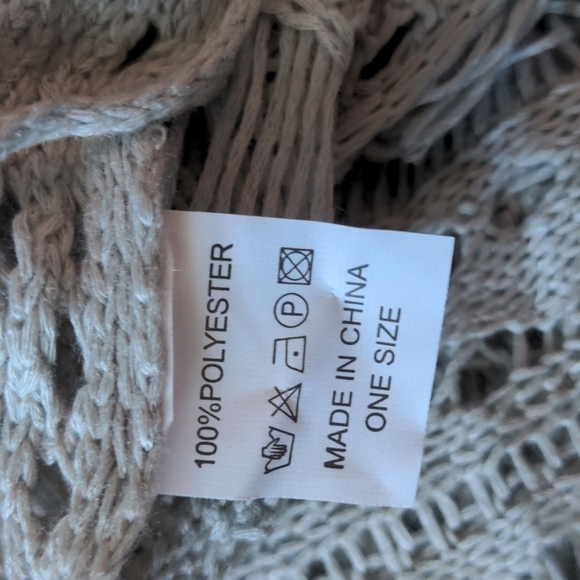 100%POLYESTER
P
MADE IN CHINA
ONE SIZE